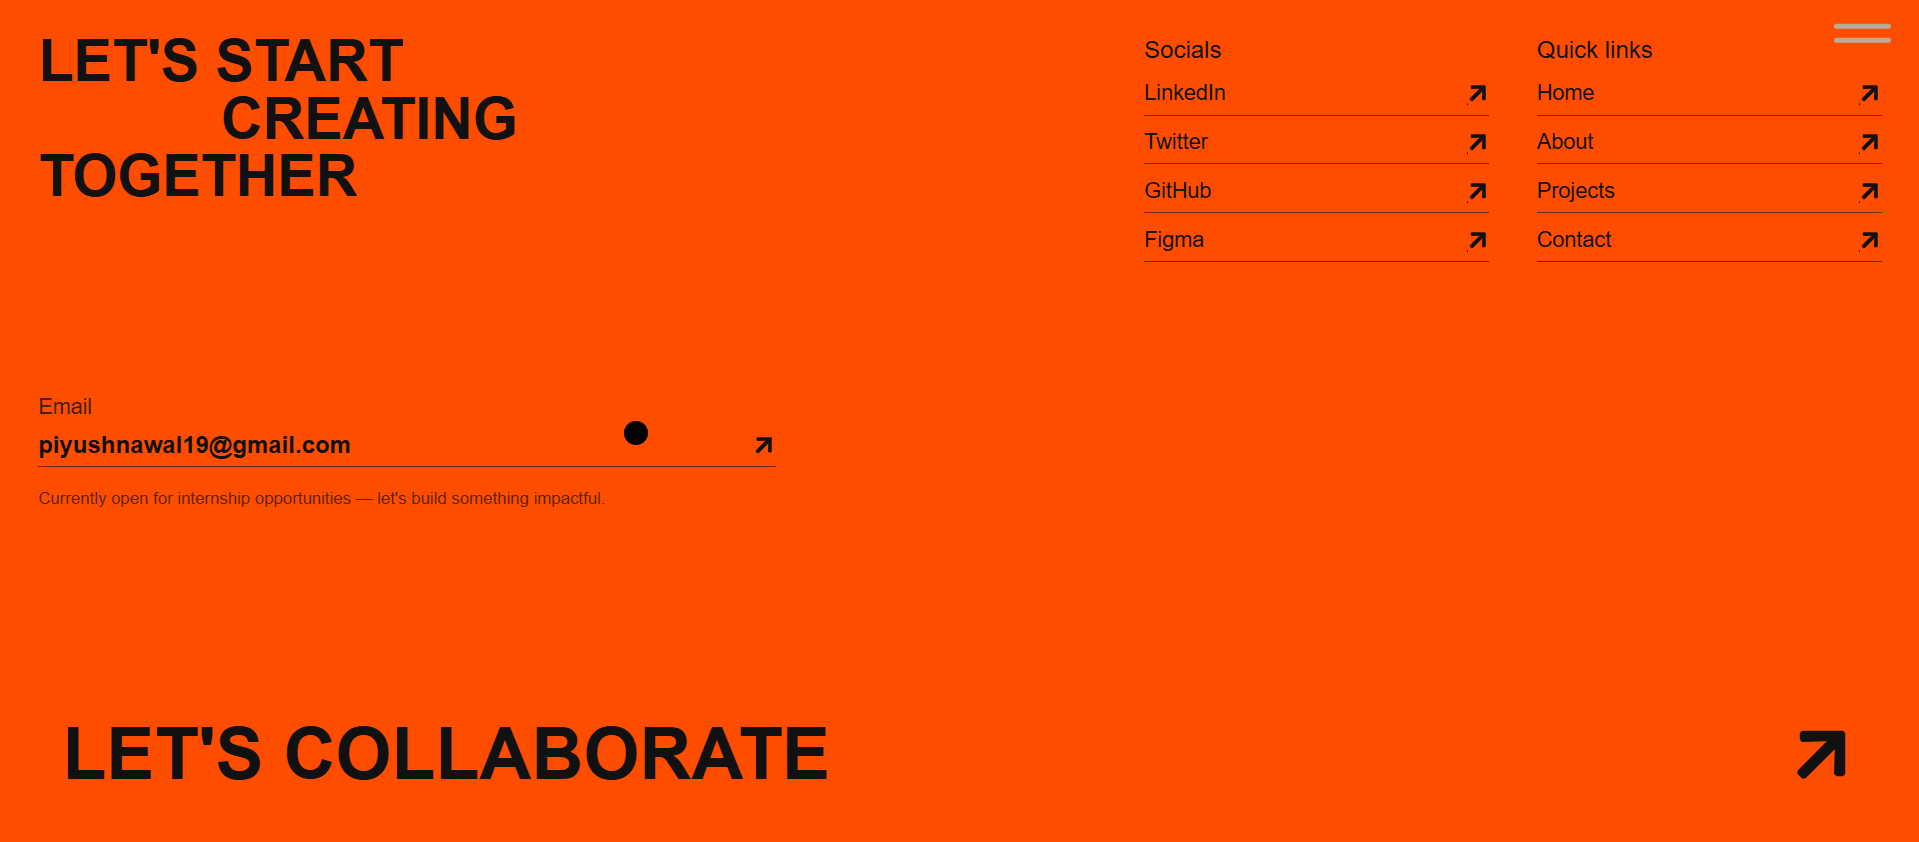 LET'S START
CREATING
TOGETHER
Socials
LinkedIn
Twitter
GitHub
Figma
Quick links
Home
About
Projects
Contact
Email
piyushnawal19@gmail.com
Currently open for internship opportunities — let's build something impactful.
LET'S COLLABORATE